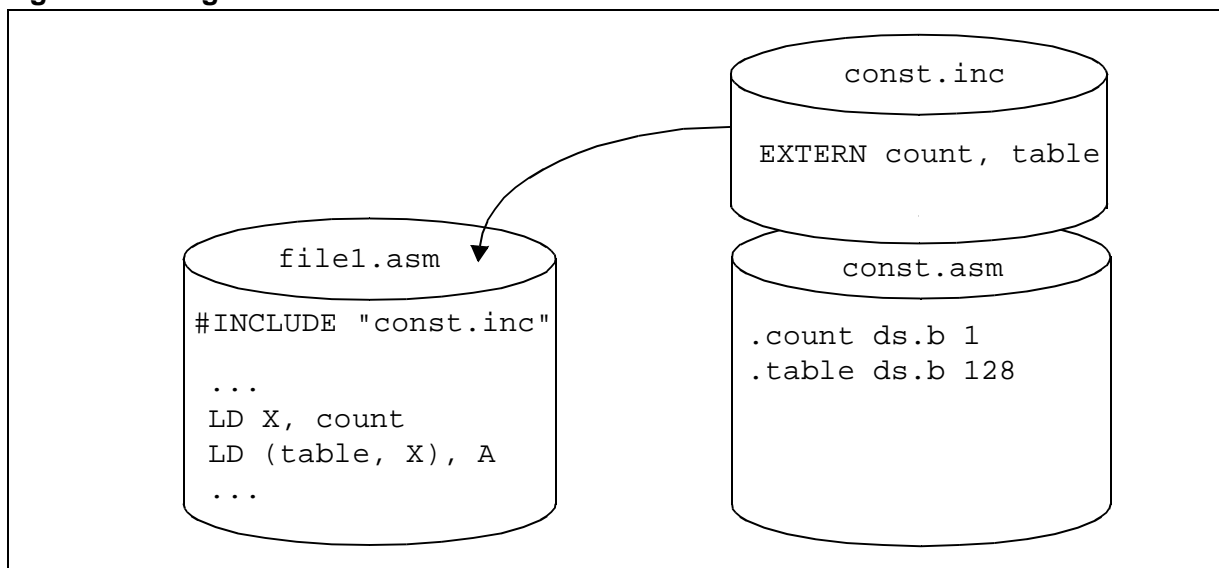 const.inc
EXTERN count, table
file1.asm
#INCLUDE "const.inc"
...
LD X, count
LD (table, X), A
...
const.asm
.count ds.b 1
.table ds.b 128